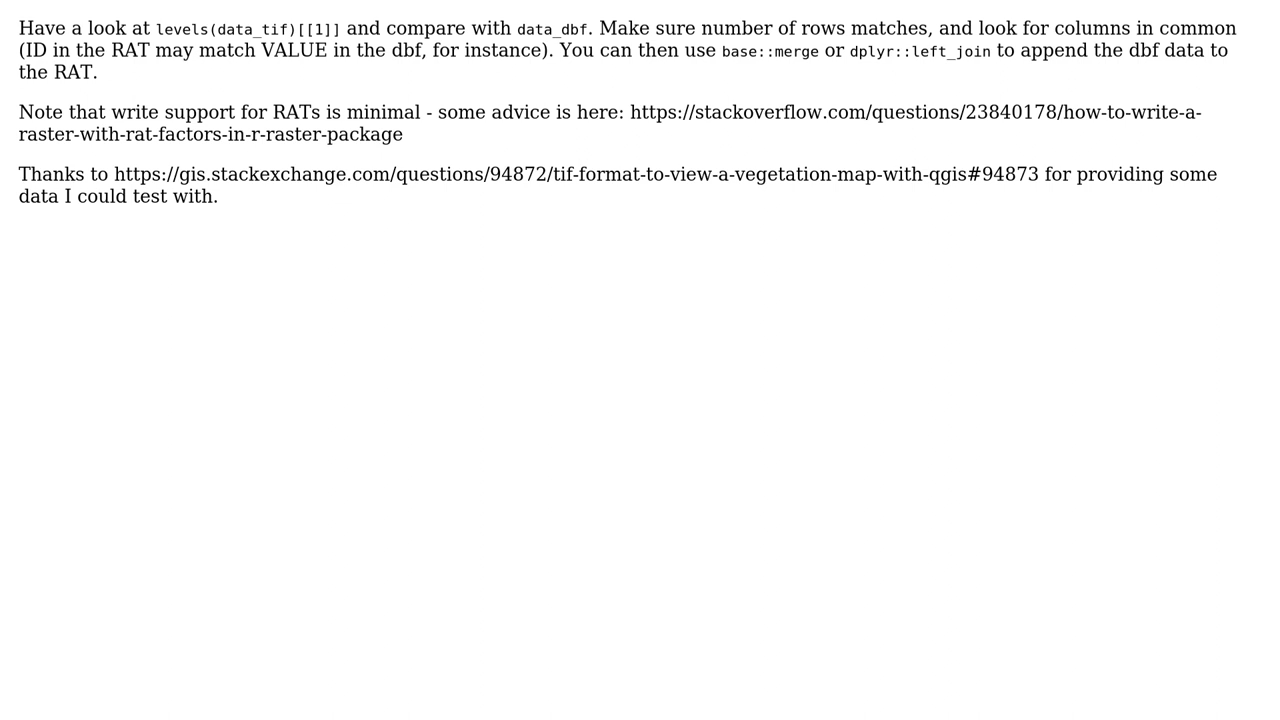 Have a look at levels(data_tif)[[1]] and compare with data_dbf. Make sure number of rows matches, and look for columns in common
(ID in the RAT may match VALUE in the dbf, for instance). You can then use base::merge or dplyr::left_join to append the dbf data to
the RAT.
Note that write support for RATs is minimal - some advice is here: https://stackoverflow.com/questions/23840178/how-to-write-a-
raster-with-rat-factors-in-r-raster-package
Thanks to https://gis.stackexchange.com/questions/94872/tif-format-to-view-a-vegetation-map-with-qgis#94873 for providing some
data I could test with.